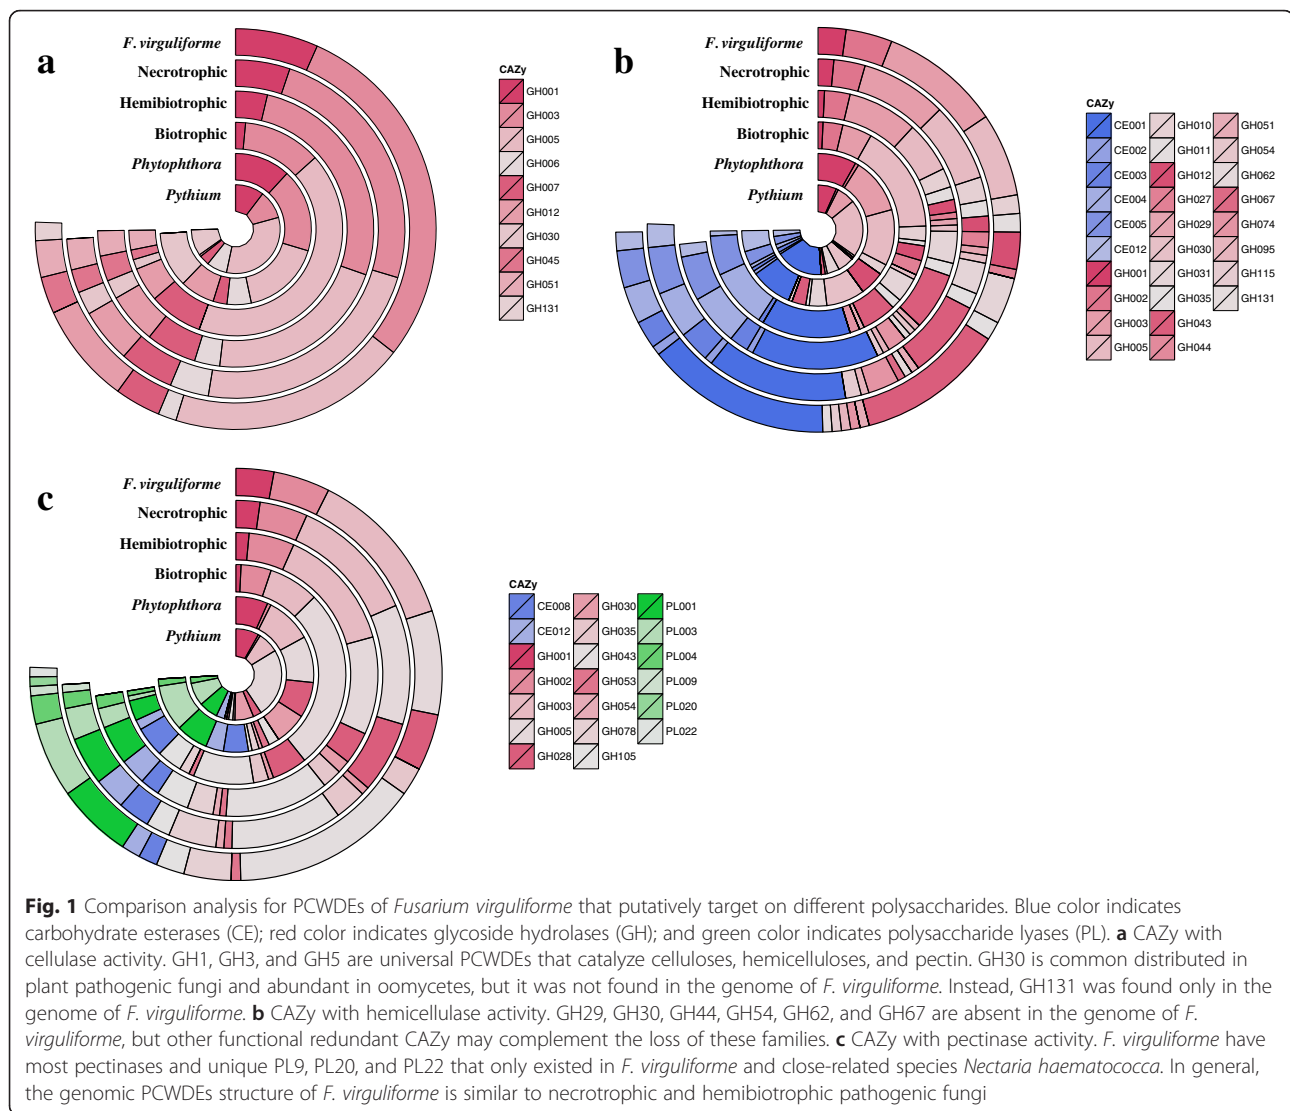 a
F. virguliforme
Necrotrophic
Hemibiotrophic
Biotrophic
Phytophthora
Pythium
CAZy
GH001
GH003
GH005
GH006
GH007
GH012
GH030
GH045
GH051
GH131
b
F. virguliforme
Necrotrophic
Hemibiotrophic
Biotrophic
Phytophthora
Pythium
CAZy
CE001
CE002
CE003
CE004
CE005
CE012
GH001
GH002
GH003
GH005
GH010
GH011
GH012
GH027
GH029
GH030
GH031
GH035
GH043
GH044
GH051
GH054
GH062
GH067
GH074
GH095
GH115
GH131
c
F. virguliforme
Necrotrophic
Hemibiotrophic
Biotrophic
Phytophthora
Pythium
CAZy
CE008
CE012
GH001
GH002
GH003
GH005
GH028
GH030
GH035
GH043
GH053
GH054
GH078
GH105
PL001
PL003
PL004
PL009
PL020
PL022
Fig. 1 Comparison analysis for PCWDEs of Fusarium virguliforme that putatively target on different polysaccharides. Blue color indicates
carbohydrate esterases (CE); red color indicates glycoside hydrolases (GH); and green color indicates polysaccharide lyases (PL). a CAZy with
cellulase activity. GH1, GH3, and GH5 are universal PCWDEs that catalyze celluloses, hemicelluloses, and pectin. GH30 is common distributed in
plant pathogenic fungi and abundant in oomycetes, but it was not found in the genome of F. virguliforme. Instead, GH131 was found only in the
genome of F. virguliforme. b CAZy with hemicellulase activity. GH29, GH30, GH44, GH54, GH62, and GH67 are absent in the genome of F.
virguliforme, but other functional redundant CAZy may complement the loss of these families. c CAZy with pectinase activity. F. virguliforme have
most pectinases and unique PL9, PL20, and PL22 that only existed in F. virguliforme and close-related species Nectaria haematococca. In general,
the genomic PCWDEs structure of F. virguliforme is similar to necrotrophic and hemibiotrophic pathogenic fungi